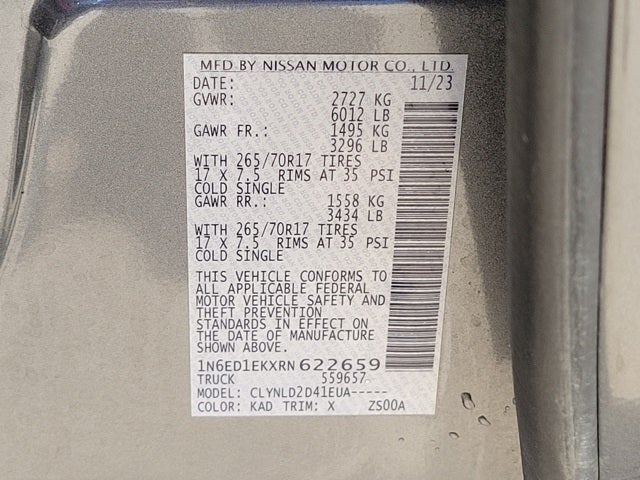 MFD BY NISSAN MOTOR CO., LTD.
DATE: 11/23
GVWR: 2727 KG
6012 LB
GAWR FR.: 1495 KG
3296 LB
WITH 265/70R17 TIRES
17 X 7.5 RIMS AT 35 PSI
COLD SINGLE
GAWR RR.: 1558 KG
3434 LB
WITH 265/70R17 TIRES
17 X 7.5 RIMS AT 35 PSI
COLD SINGLE
THIS VEHICLE CONFORMS TO
ALL APPLICABLE FEDERAL
MOTOR VEHICLE SAFETY AND
THEFT PREVENTION
STANDARDS IN EFFECT ON
THE DATE OF MANUFACTURE
SHOWN ABOVE.
1N6ED1EKXRN622659
TRUCK 559657
MODEL: CLYNLD2D41EUA-----
COLOR: KAD TRIM: X ZS00A